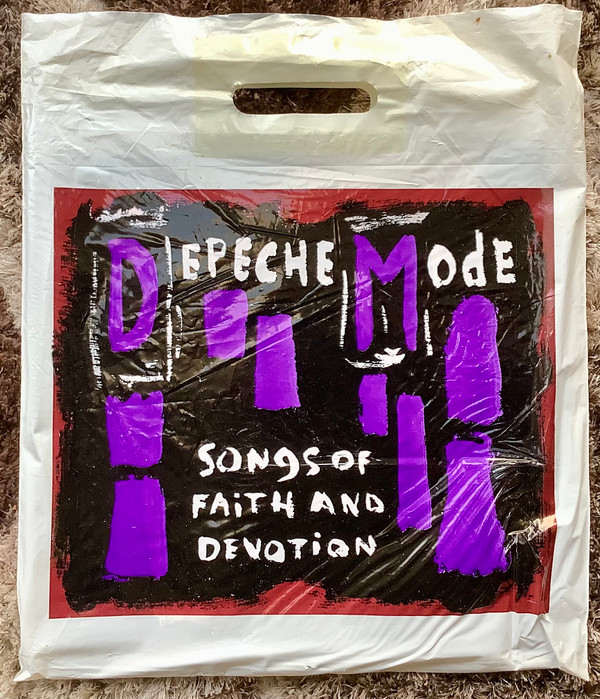 DEPECHE MODE
SONGS OF
FAITH AND
DEVOTION